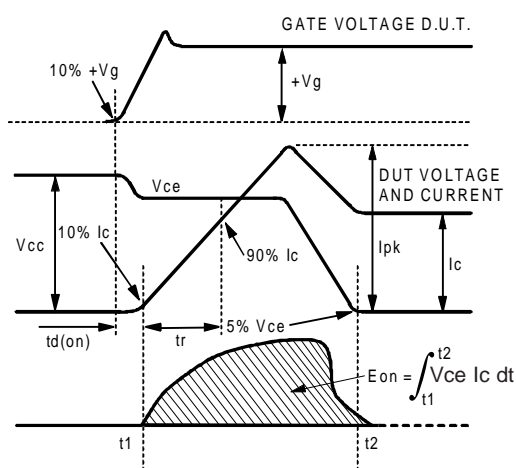 GATE VOLTAGE D.U.T.
10% +Vg
+Vg
DUT VOLTAGE
AND CURRENT
Vce
Vcc
10% Ic
90% Ic
Ipk
Ic
5% Vce
td(on)
tr
Eon = ∫ Vce Ic dt
t2
t1
t1
t2